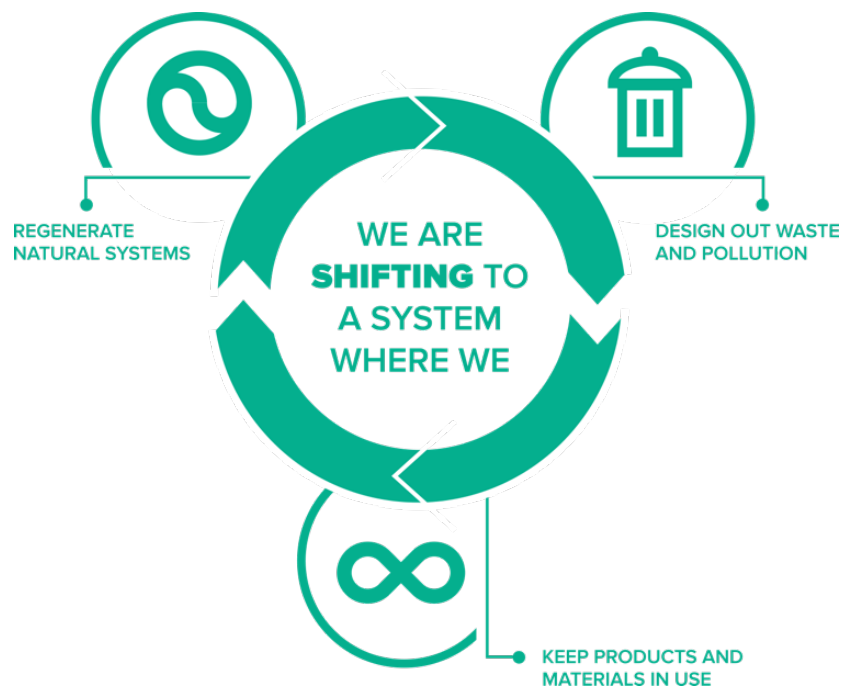 REGENERATE
NATURAL SYSTEMS
DESIGN OUT WASTE
AND POLLUTION
WE ARE
SHIFTING TO
A SYSTEM
WHERE WE
KEEP PRODUCTS AND
MATERIALS IN USE